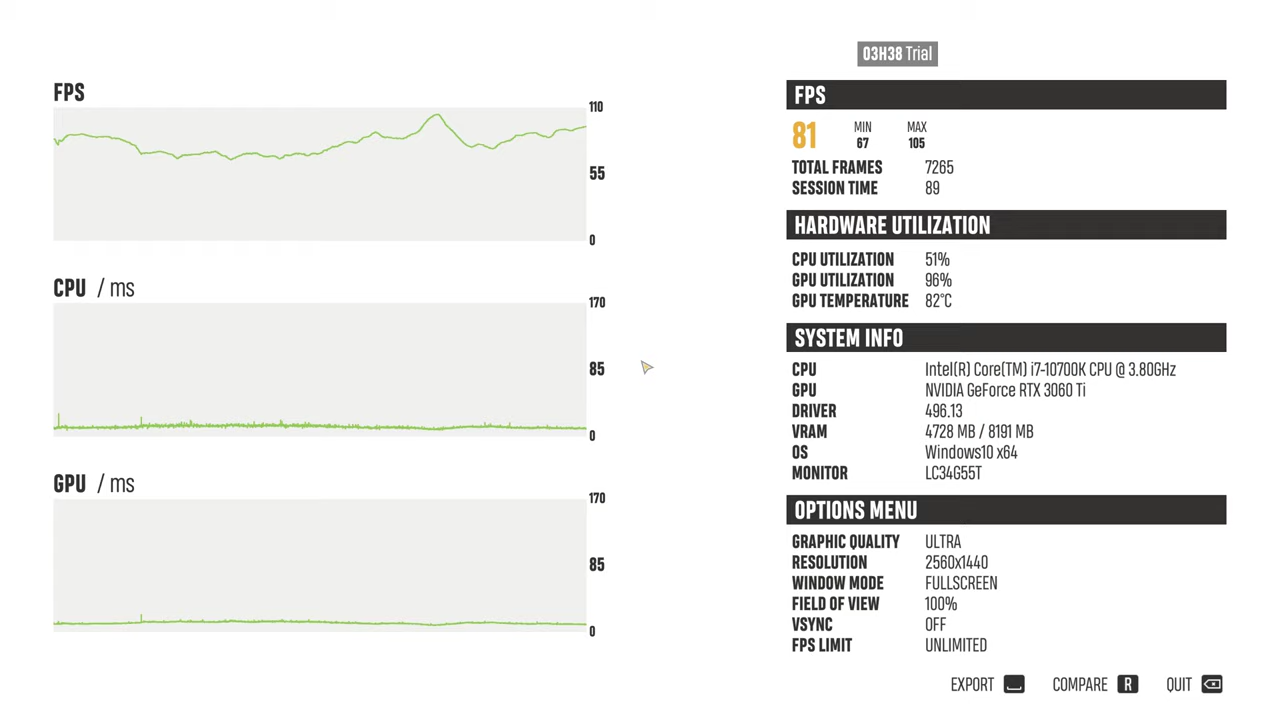 03H38 Trial
FPS
110
55
0
CPU / ms
170
85
0
GPU / ms
170
85
0
FPS
81
MIN
67
MAX
105
TOTAL FRAMES 7265
SESSION TIME 89
HARDWARE UTILIZATION
CPU UTILIZATION 51%
GPU UTILIZATION 96%
GPU TEMPERATURE 82°C
SYSTEM INFO
CPU Intel(R) Core(TM) i7-10700K CPU @ 3.80GHz
GPU NVIDIA GeForce RTX 3060 Ti
DRIVER 496.13
VRAM 4728 MB / 8191 MB
OS Windows10 x64
MONITOR LC34G55T
OPTIONS MENU
GRAPHIC QUALITY ULTRA
RESOLUTION 2560x1440
WINDOW MODE FULLSCREEN
FIELD OF VIEW 100%
VSYNC OFF
FPS LIMIT UNLIMITED
EXPORT COMPARE R QUIT